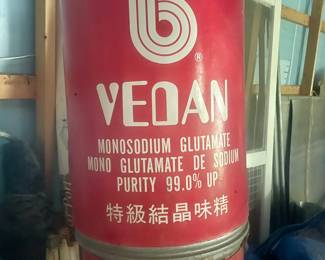 ®
VEDAN
MONOSODIUM GLUTAMATE
MONO GLUTAMATE DE SODIUM
PURITY 99.0% UP
特級結晶味精